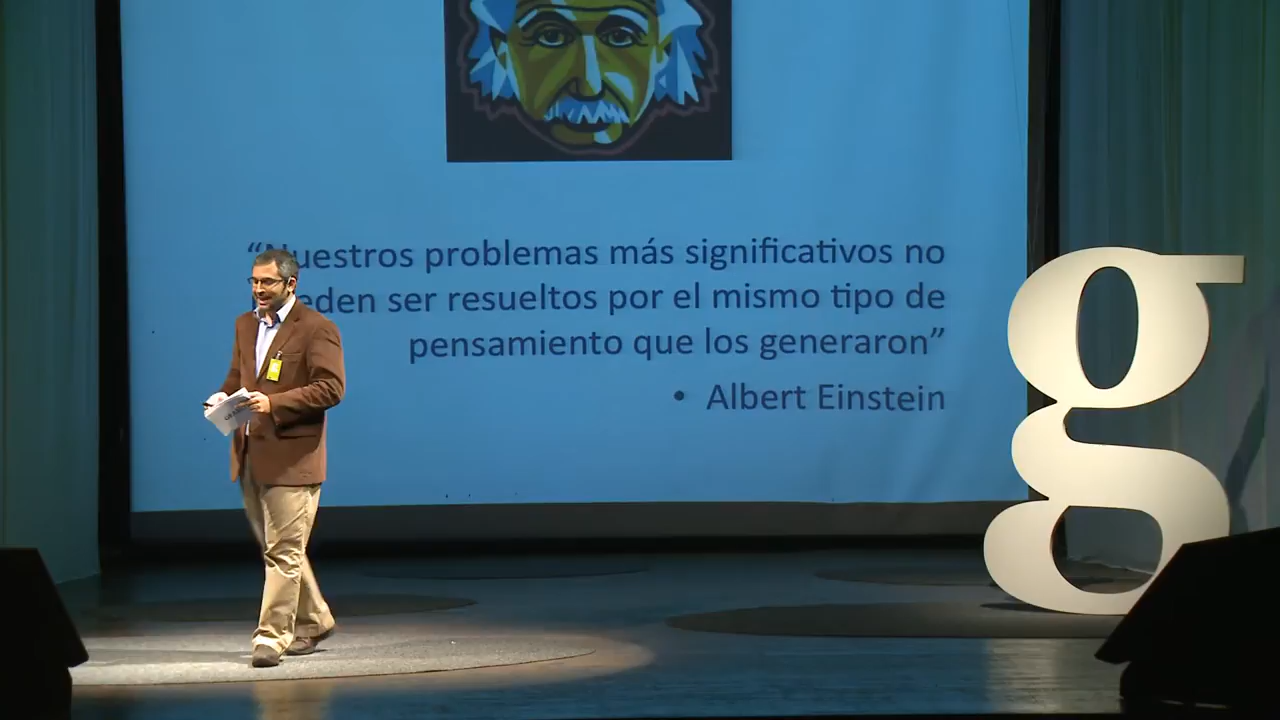 “Nuestros problemas más significativos no
ser resueltos por el mismo tipo de
pensamiento que los generaron”
• Albert Einstein
g